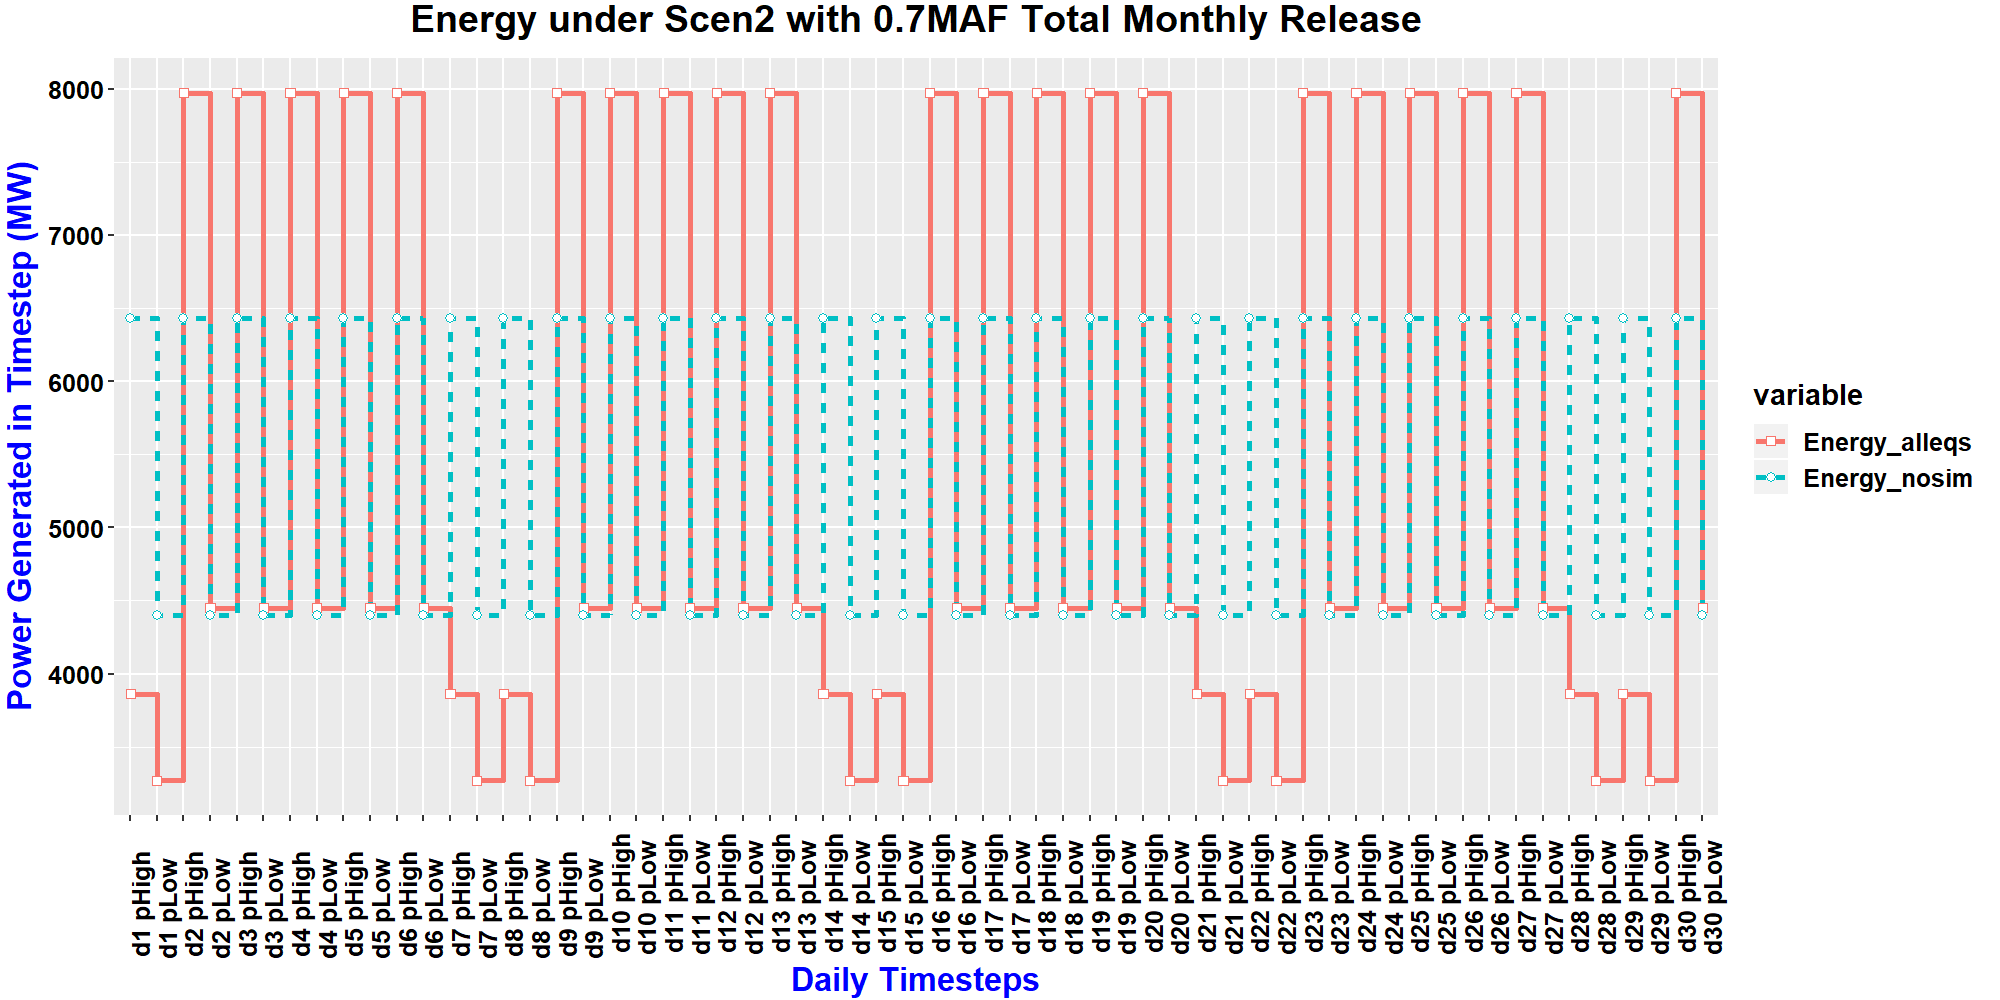 Energy under Scen2 with 0.7MAF Total Monthly Release
Power Generated in Timestep (MW)
8000
7000
6000
5000
4000
d1 pHigh
d1 pLow
d2 pHigh
d2 pLow
d3 pHigh
d3 pLow
d4 pHigh
d4 pLow
d5 pHigh
d5 pLow
d6 pHigh
d6 pLow
d7 pHigh
d7 pLow
d8 pHigh
d8 pLow
d9 pHigh
d9 pLow
d10 pHigh
d10 pLow
d11 pHigh
d11 pLow
d12 pHigh
d12 pLow
d13 pHigh
d13 pLow
d14 pHigh
d14 pLow
d15 pHigh
d15 pLow
d16 pHigh
d16 pLow
d17 pHigh
d17 pLow
d18 pHigh
d18 pLow
d19 pHigh
d19 pLow
d20 pHigh
d20 pLow
d21 pHigh
d21 pLow
d22 pHigh
d22 pLow
d23 pHigh
d23 pLow
d24 pHigh
d24 pLow
d25 pHigh
d25 pLow
d26 pHigh
d26 pLow
d27 pHigh
d27 pLow
d28 pHigh
d28 pLow
d29 pHigh
d29 pLow
d30 pHigh
d30 pLow
Daily Timesteps
variable
Energy_alleqs
Energy_nosim